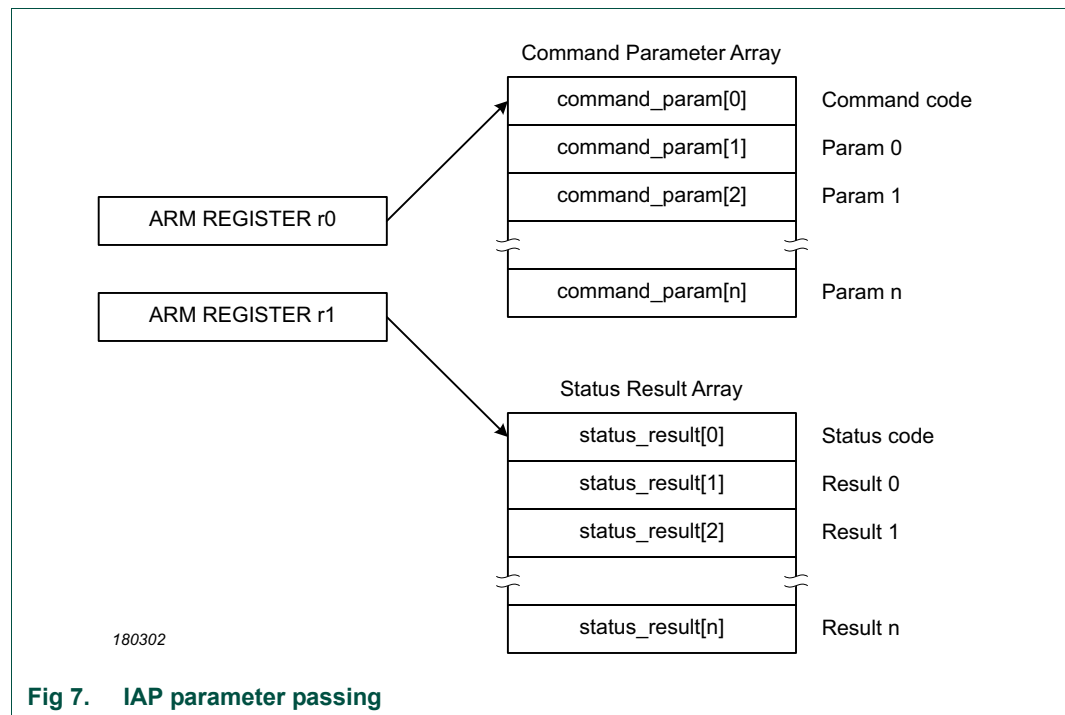 Command Parameter Array
command_param[0] Command code
command_param[1] Param 0
command_param[2] Param 1
command_param[n] Param n
ARM REGISTER r0
ARM REGISTER r1
Status Result Array
status_result[0] Status code
status_result[1] Result 0
status_result[2] Result 1
status_result[n] Result n
180302
Fig 7. IAP parameter passing